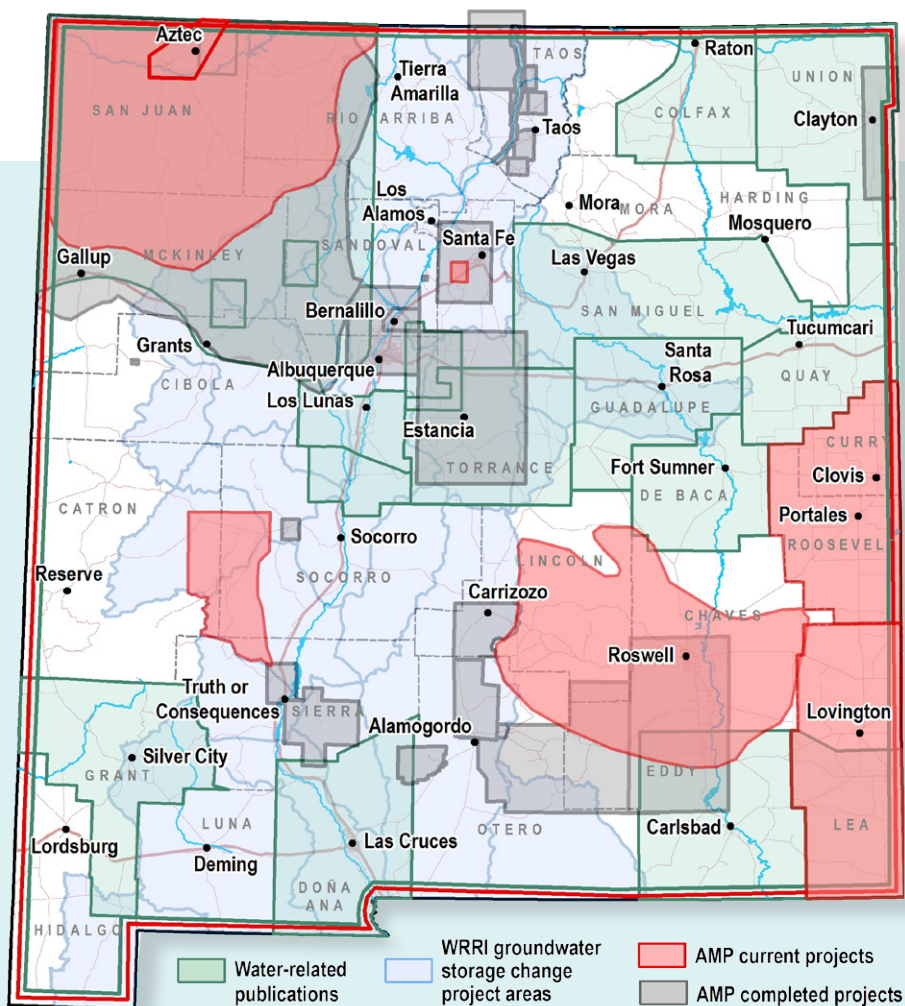 Aztec
Raton
TAOS
Tierra
Amarilla
UNION
SAN JUAN
RIO ARRIBA
COLFAX
Clayton
Taos
Los
Alamos
Mora
MORA
HARDING
Mosquero
Santa Fe
SANDOVAL
MCKINLEY
Gallup
Las Vegas
Bernalillo
SAN MIGUEL
Tucumcari
Grants
Albuquerque
Santa
Rosa
QUAY
CIBOLA
Los Lunas
GUADALUPE
Estancia
CURRY
TORRANCE
Fort Sumner
Clovis
DE BACA
CATRON
Portales
Socorro
ROOSEVEL
LINCOLN
Reserve
SOCORRO
Carrizozo
CHAVES
Roswell
Truth or
Consequences
SIERRA
Lovington
Alamogordo
Silver City
GRANT
EDDY
LUNA
OTERO
Carlsbad
LEA
Lordsburg
Las Cruces
Deming
DOÑA
ANA
HIDALGO
Water-related
publications
WRRI groundwater
storage change
project areas
AMP current projects
AMP completed projects